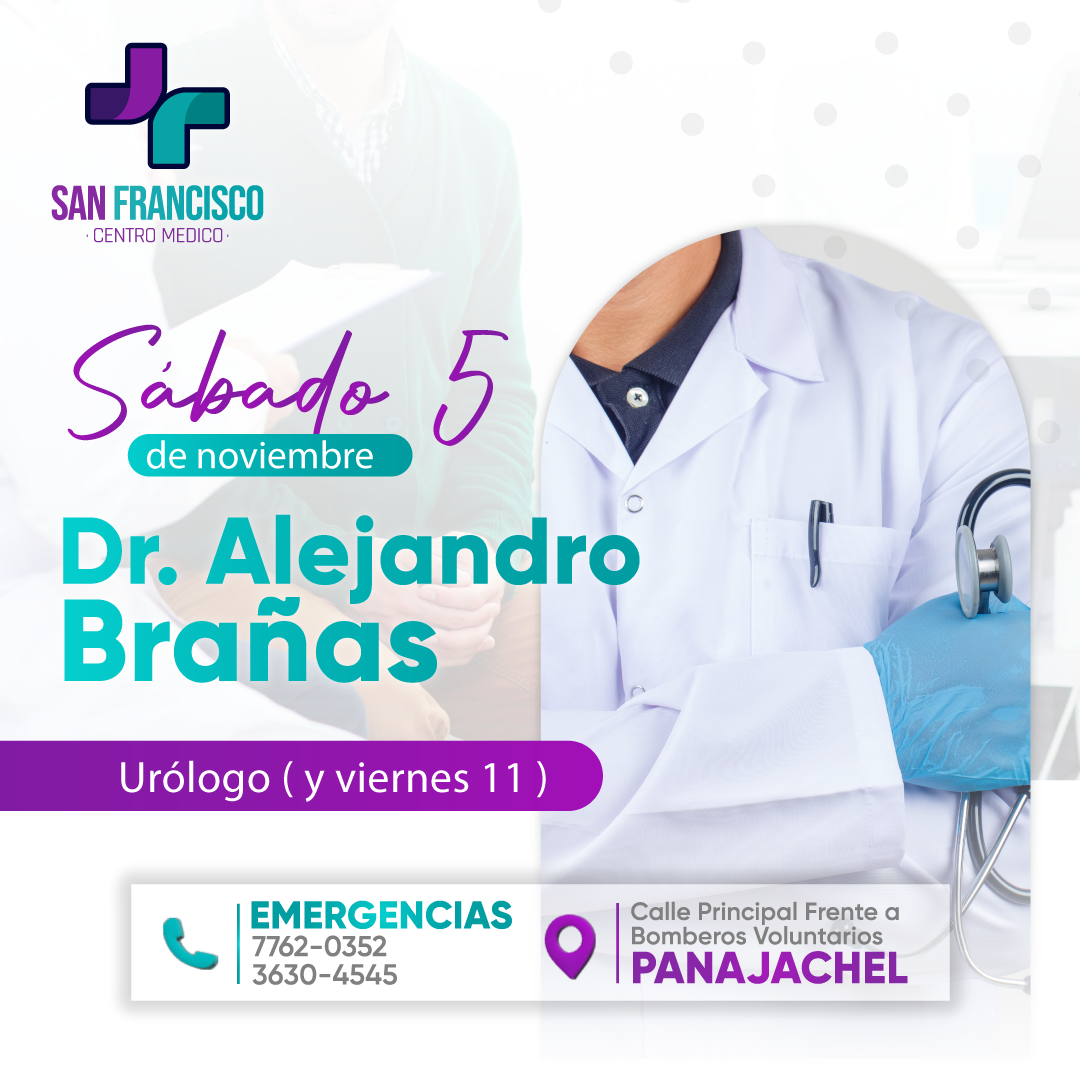 SAN FRANCISCO
· CENTRO MEDICO ·
Sábado 5
de noviembre
Dr. Alejandro
Brañas
Urólogo ( y viernes 11 )
EMERGENCIAS
7762-0352
3630-4545
Calle Principal Frente a
Bomberos Voluntarios
PANAJACHEL